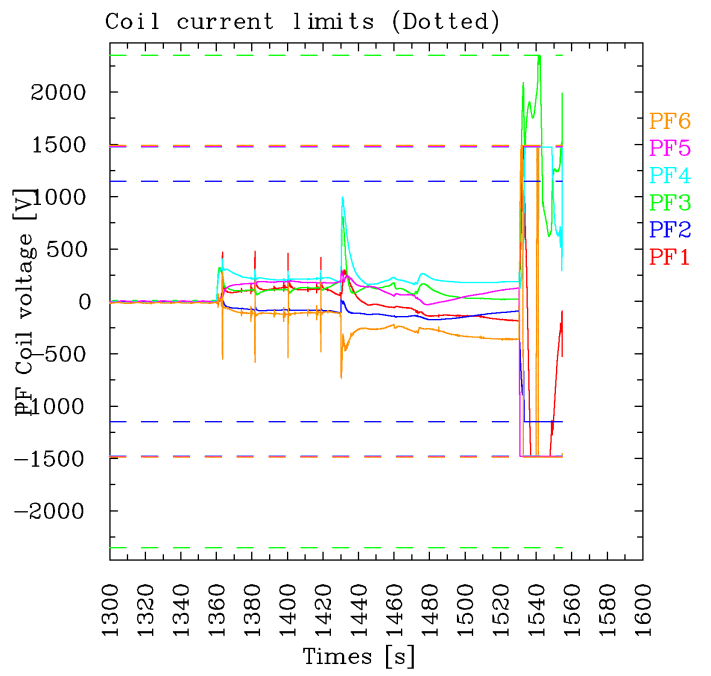 Coil current limits (Dotted)
PF Coil voltage [V]
2000
1500
1000
500
0
−500
−1000
−1500
−2000
PF6
PF5
PF4
PF3
PF2
PF1
1300 1320 1340 1360 1380 1400 1420 1440 1460 1480 1500 1520 1540 1560 1580 1600
Times [s]